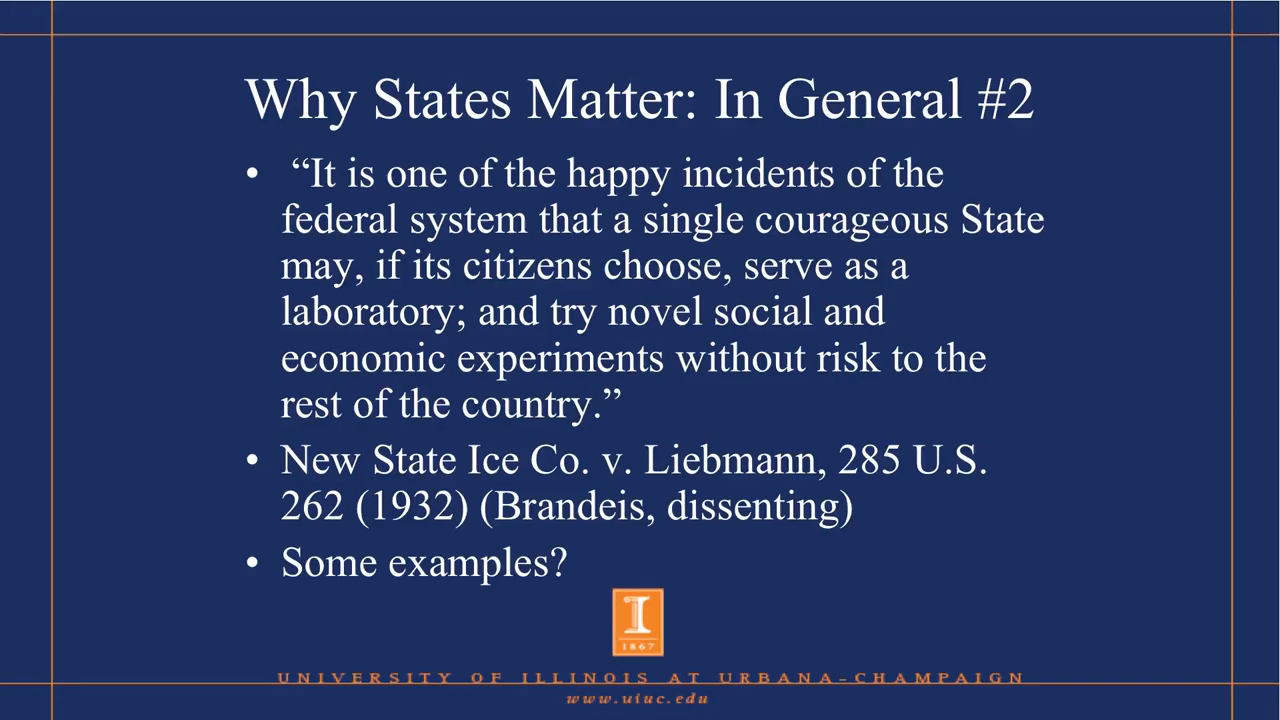 Why States Matter: In General #2
• “It is one of the happy incidents of the
federal system that a single courageous State
may, if its citizens choose, serve as a
laboratory; and try novel social and
economic experiments without risk to the
rest of the country.”
• New State Ice Co. v. Liebmann, 285 U.S.
262 (1932) (Brandeis, dissenting)
• Some examples?
I
1867
UNIVERSITY OF ILLINOIS AT URBANA-CHAMPAIGN
www.uiuc.edu